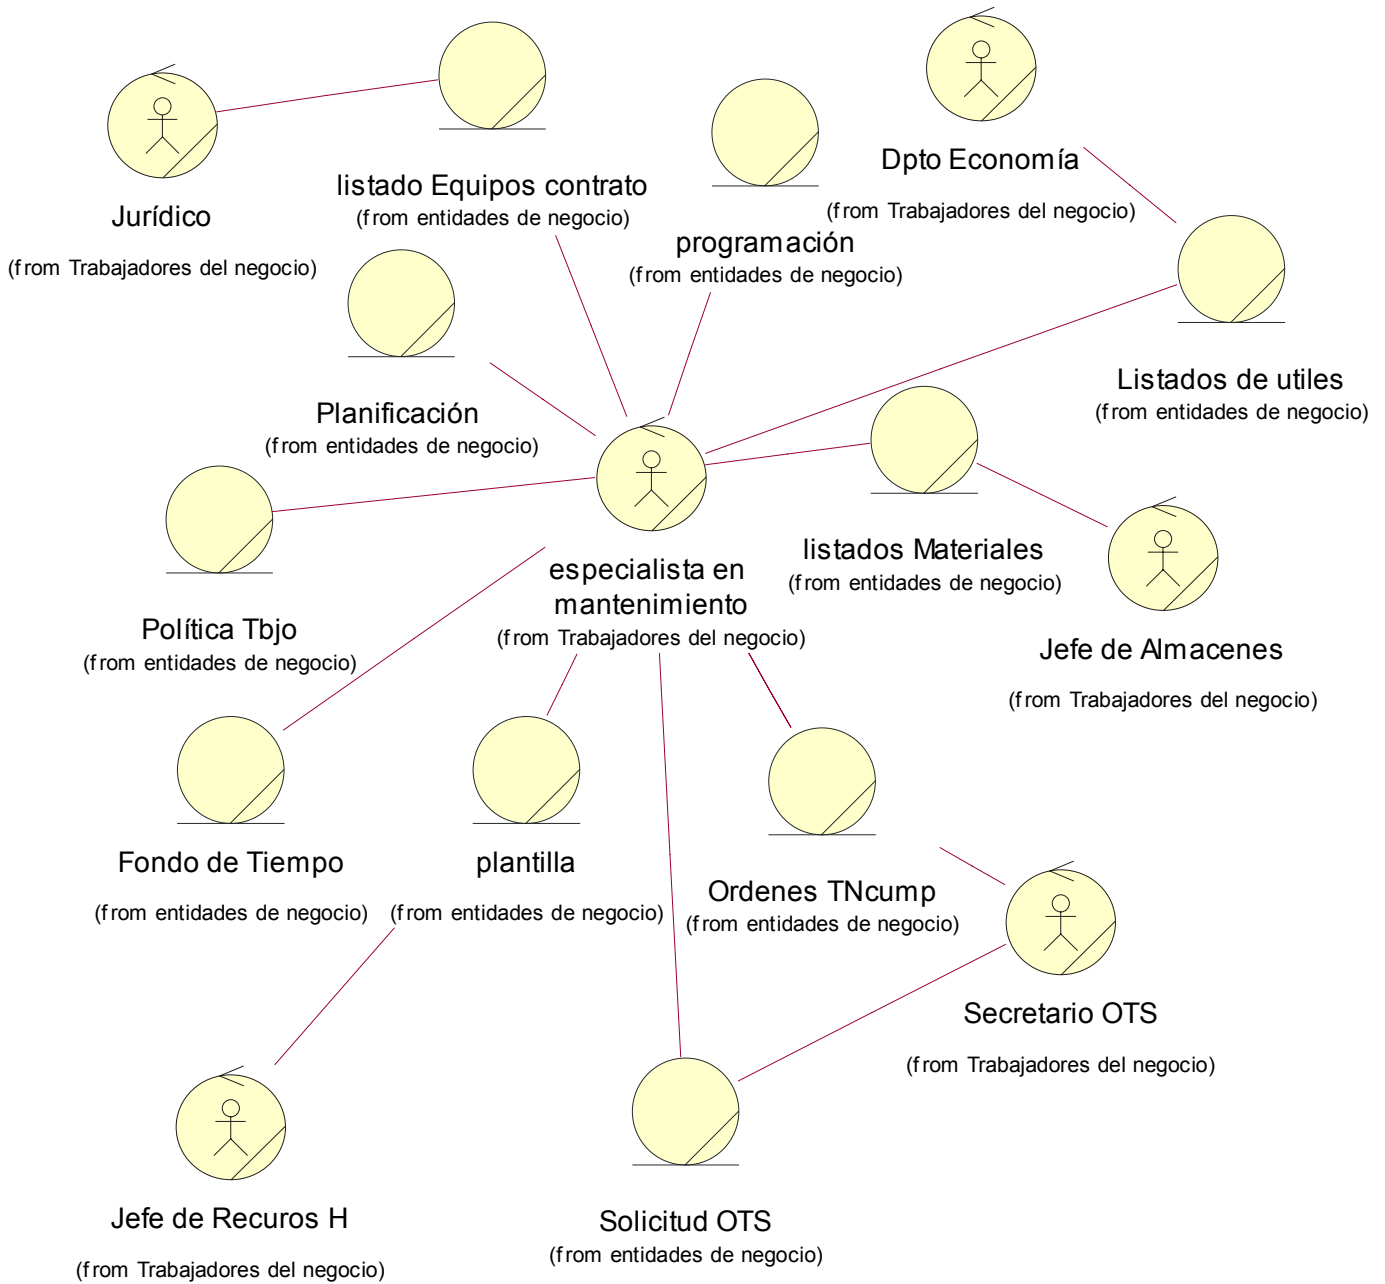 Dpto Economía
(from Trabajadores del negocio)
listado Equipos contrato
(from entidades de negocio)
Jurídico
(from Trabajadores del negocio)
programación
(from entidades de negocio)
Listados de utiles
(from entidades de negocio)
Planificación
(from entidades de negocio)
listados Materiales
(from entidades de negocio)
especialista en
mantenimiento
(from Trabajadores del negocio)
Política Tbjo
(from entidades de negocio)
Jefe de Almacenes
(from Trabajadores del negocio)
Fondo de Tiempo
(from entidades de negocio)
plantilla
(from entidades de negocio)
Ordenes TNcump
(from entidades de negocio)
Secretario OTS
(from Trabajadores del negocio)
Jefe de Recuros H
(from Trabajadores del negocio)
Solicitud OTS
(from entidades de negocio)